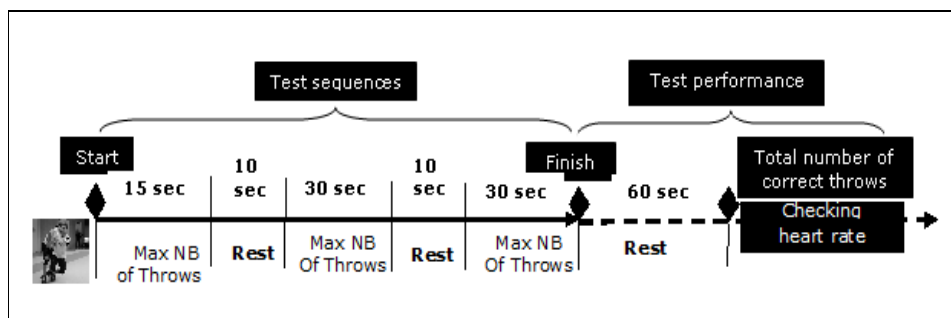 Test sequences
Test performance
Start
Finish
Total number of
correct throws
Checking
heart rate
15 sec
10
sec
30 sec
10
sec
30 sec
60 sec
Max NB
of Throws
Rest
Max NB
Of Throws
Rest
Max NB
Of Throws
Rest